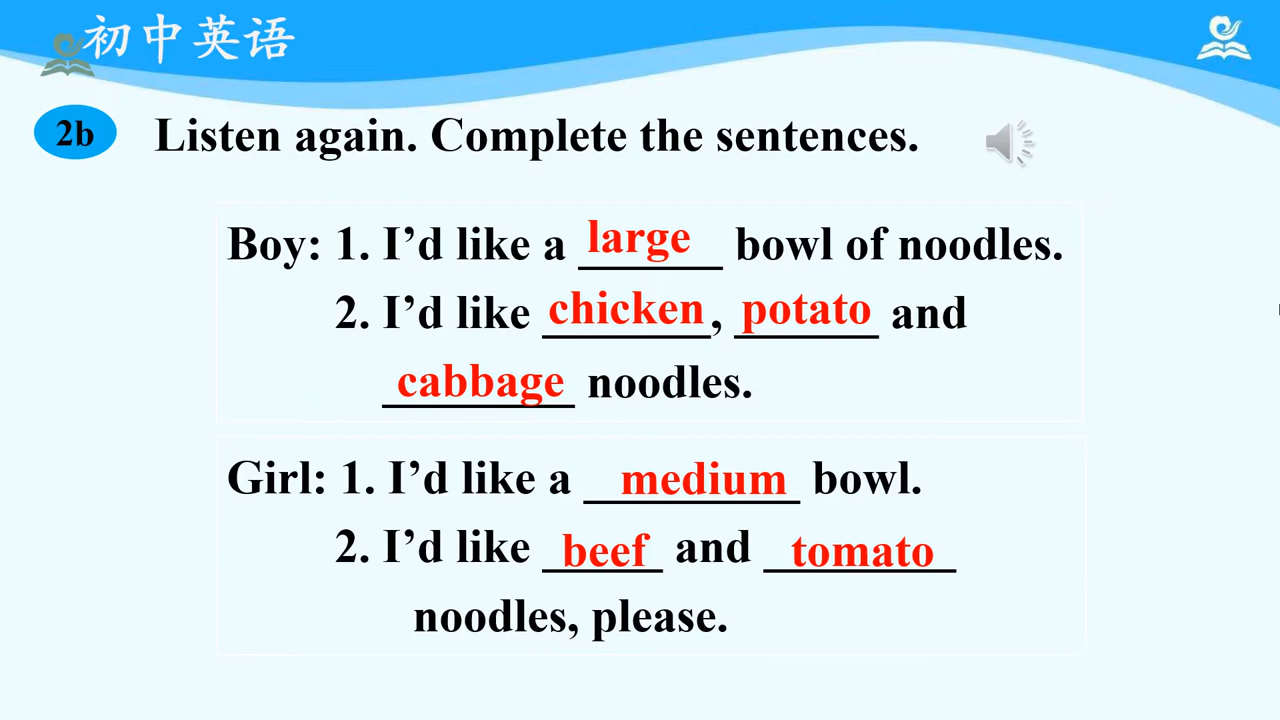 初中英语
2b Listen again. Complete the sentences.
Boy: 1. I’d like a large bowl of noodles.
2. I’d like chicken, potato and
cabbage noodles.
Girl: 1. I’d like a medium bowl.
2. I’d like beef and tomato
noodles, please.